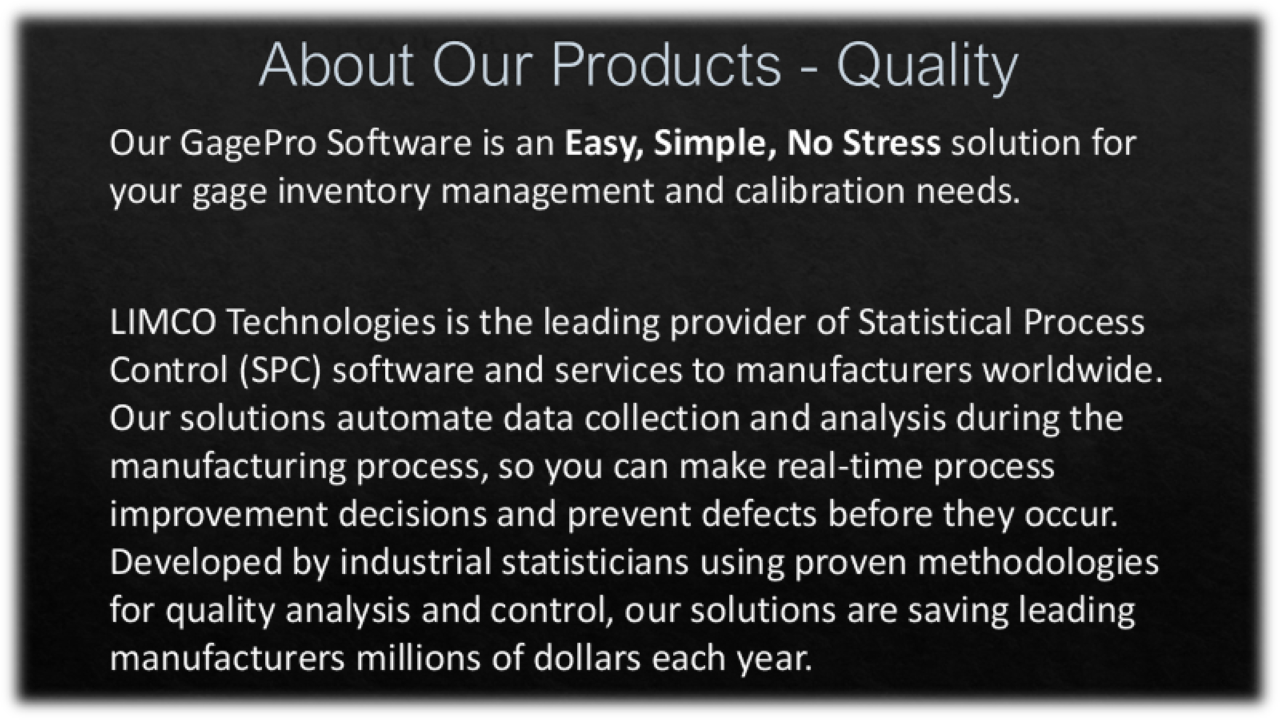 About Our Products - Quality
Our GagePro Software is an Easy, Simple, No Stress solution for
your gage inventory management and calibration needs.
LIMCO Technologies is the leading provider of Statistical Process
Control (SPC) software and services to manufacturers worldwide.
Our solutions automate data collection and analysis during the
manufacturing process, so you can make real-time process
improvement decisions and prevent defects before they occur.
Developed by industrial statisticians using proven methodologies
for quality analysis and control, our solutions are saving leading
manufacturers millions of dollars each year.